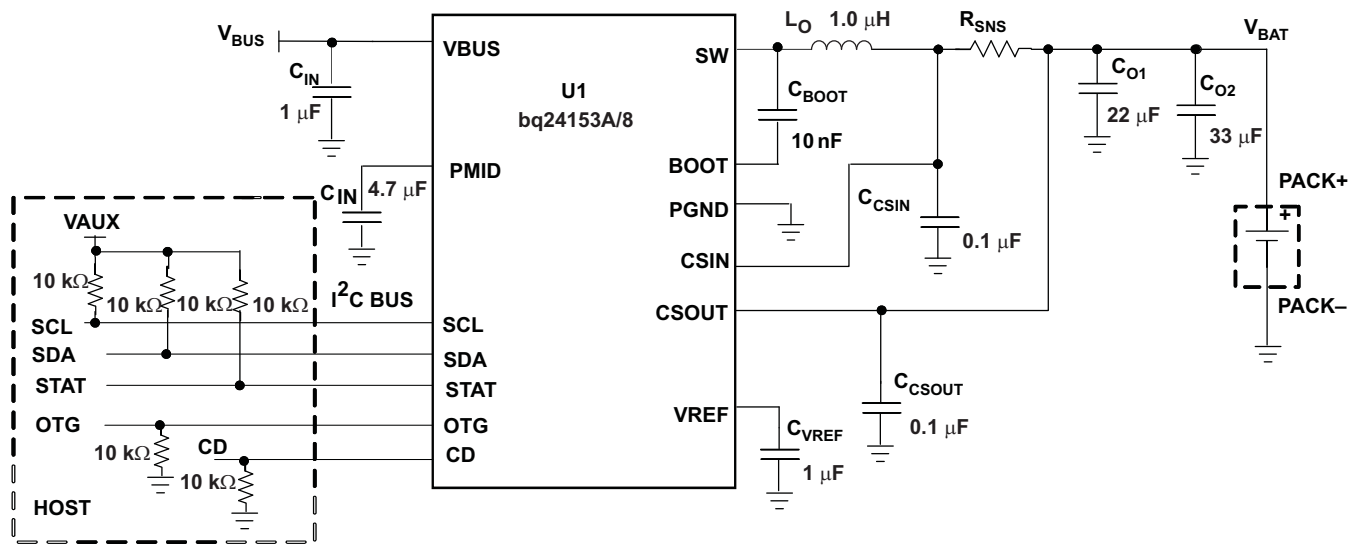 V_BUS
VBUS
C_IN
1 μF
U1
bq24153A/8
SW
L_O
1.0 μH
R_SNS
V_BAT
C_O1
22 μF
C_O2
33 μF
C_BOOT
10 nF
BOOT
PMID
C_IN
4.7 μF
PGND
C_CSIN
0.1 μF
CSIN
PACK+
+
PACK–
VAUX
10 kΩ
10 kΩ
10 kΩ
I²C BUS
CSOUT
SCL
SCL
SDA
SDA
STAT
STAT
C_CSOUT
0.1 μF
VREF
C_VREF
1 μF
OTG
OTG
10 kΩ
CD
CD
10 kΩ
HOST